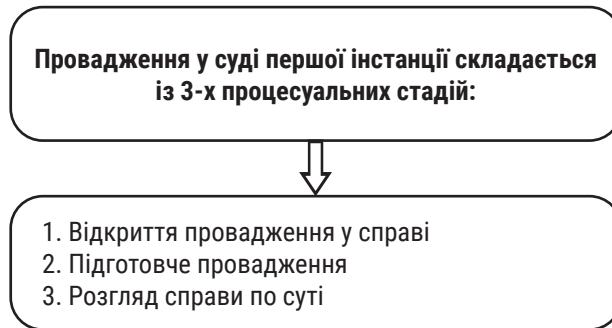 Провадження у суді першої інстанції складається
із 3-х процесуальних стадій:
1. Відкриття провадження у справі
2. Підготовче провадження
3. Розгляд справи по суті